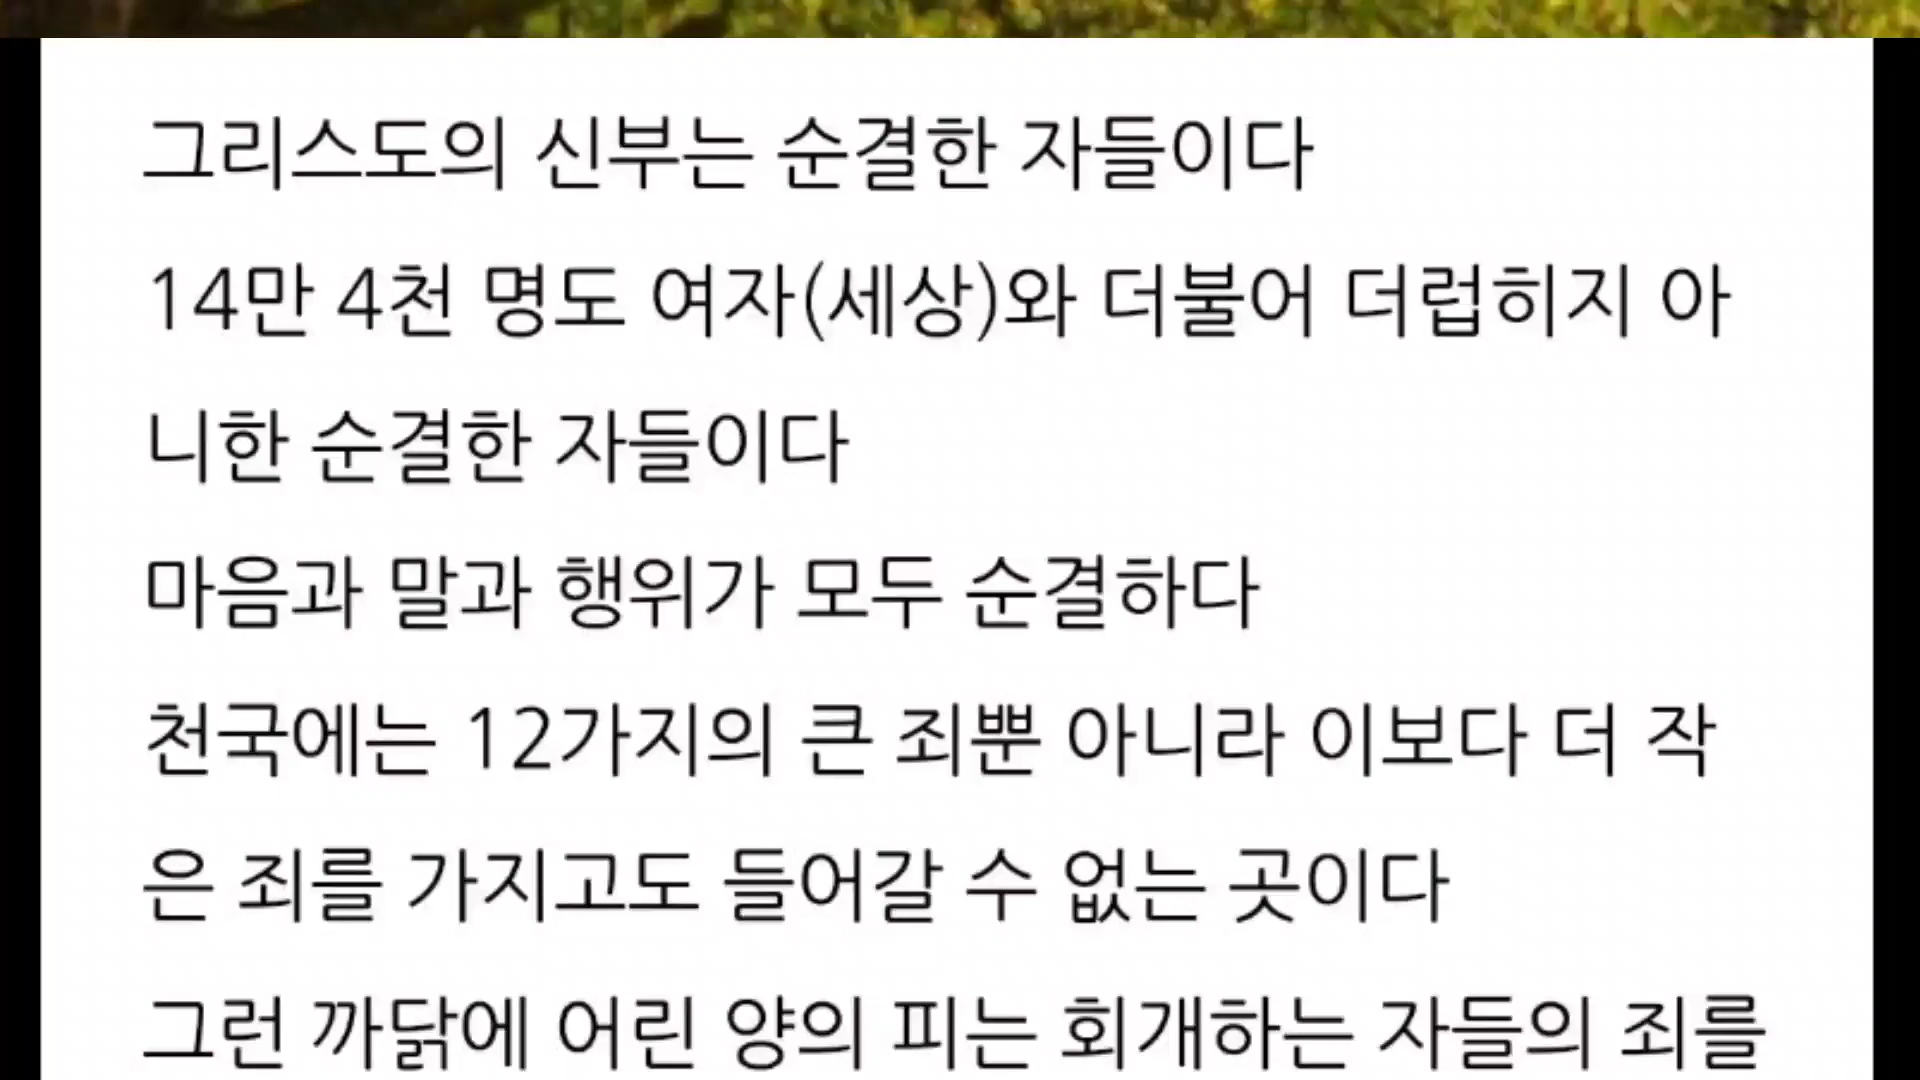 그리스도의 신부는 순결한 자들이다
14만 4천 명도 여자(세상)와 더불어 더럽히지 아
니한 순결한 자들이다
마음과 말과 행위가 모두 순결하다
천국에는 12가지의 큰 죄뿐 아니라 이보다 더 작
은 죄를 가지고도 들어갈 수 없는 곳이다
그런 까닭에 어린 양의 피는 회개하는 자들의 죄를